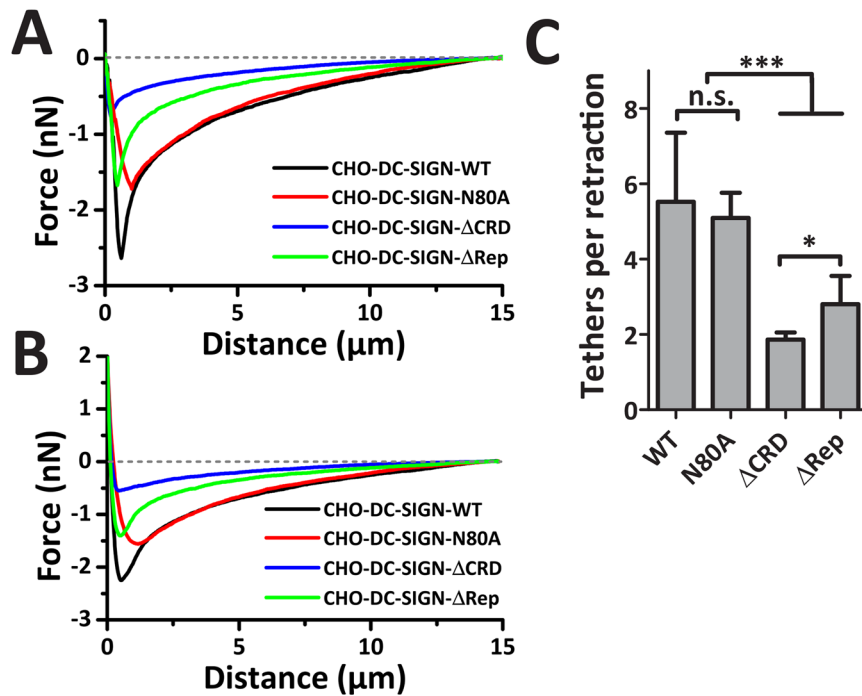 A
0
-1
-2
-3
Force (nN)
CHO-DC-SIGN-WT
CHO-DC-SIGN-N80A
CHO-DC-SIGN-ΔCRD
CHO-DC-SIGN-ΔRep
0
5
10
15
Distance (μm)
B
2
1
0
-1
-2
-3
Force (nN)
CHO-DC-SIGN-WT
CHO-DC-SIGN-N80A
CHO-DC-SIGN-ΔCRD
CHO-DC-SIGN-ΔRep
0
5
10
15
Distance (μm)
C
***
n.s.
*
8
6
4
2
0
Tethers per retraction
WT
N80A
ΔCRD
ΔRep